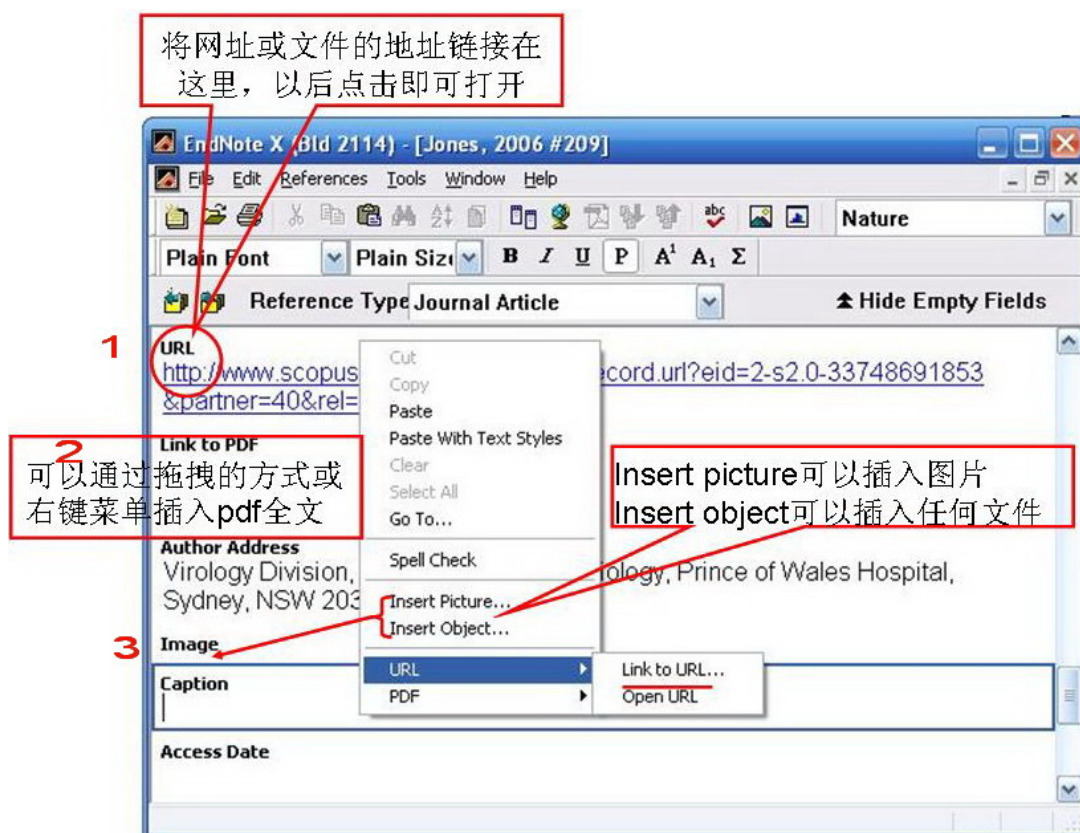 将网址或文件的地址链接在
这里，以后点击即可打开
EndNote X (Bld 2114) - [Jones, 2006 #209]
File Edit References Tools Window Help
abc Nature
Plain Font Plain Size B I U P A¹ A₁ Σ
Reference Type Journal Article Hide Empty Fields
1
URL
http://www.scopus
ecord.url?eid=2-s2.0-33748691853
&partner=40&rel=
2
Link to PDF
可以通过拖拽的方式或
右键菜单插入pdf全文
Cut
Copy
Paste
Paste With Text Styles
Clear
Select All
Go To...
Spell Check
Insert Picture...
Insert Object...
URL
PDF
Link to URL...
Open URL
Insert picture可以插入图片
Insert object可以插入任何文件
Author Address
Virology Division,
ology, Prince of Wales Hospital,
Sydney, NSW 203
3
Image
Caption
Access Date